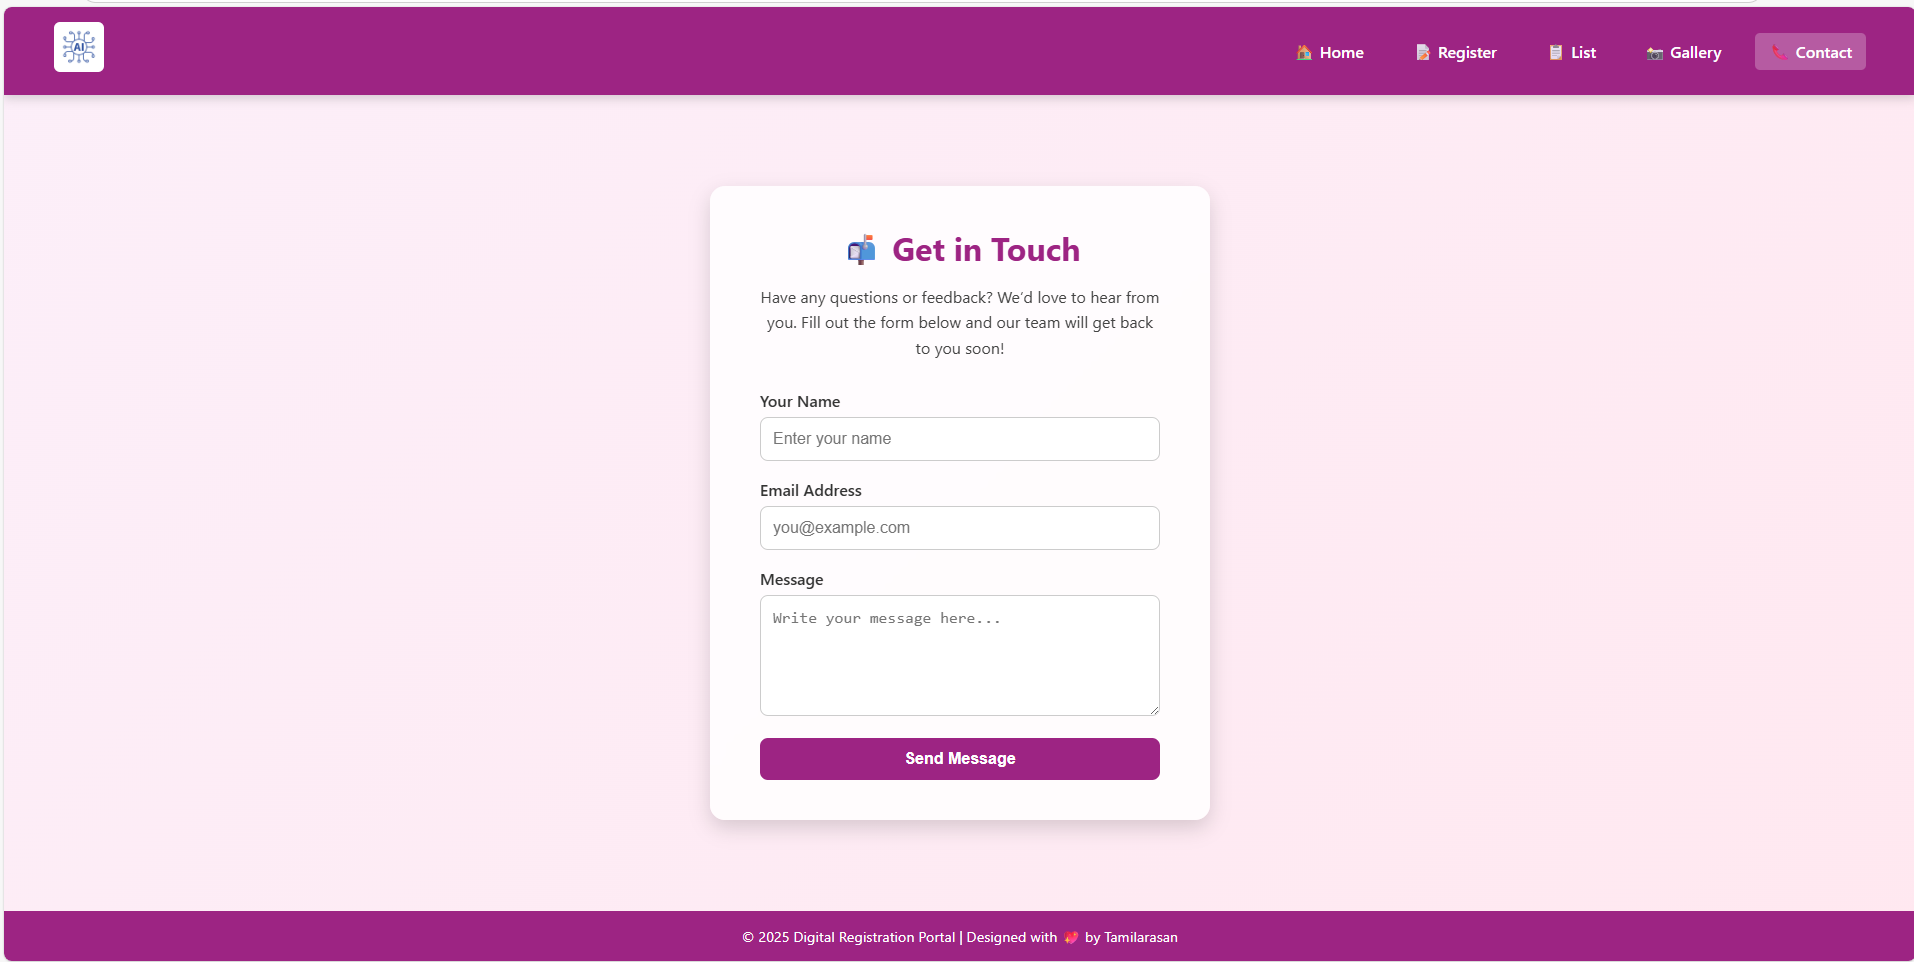 AI
🏠 Home
📝 Register
📋 List
📸 Gallery
📞 Contact
📬 Get in Touch
Have any questions or feedback? We’d love to hear from
you. Fill out the form below and our team will get back
to you soon!
Your Name
Enter your name
Email Address
you@example.com
Message
Write your message here...
Send Message
© 2025 Digital Registration Portal | Designed with 💖 by Tamilarasan